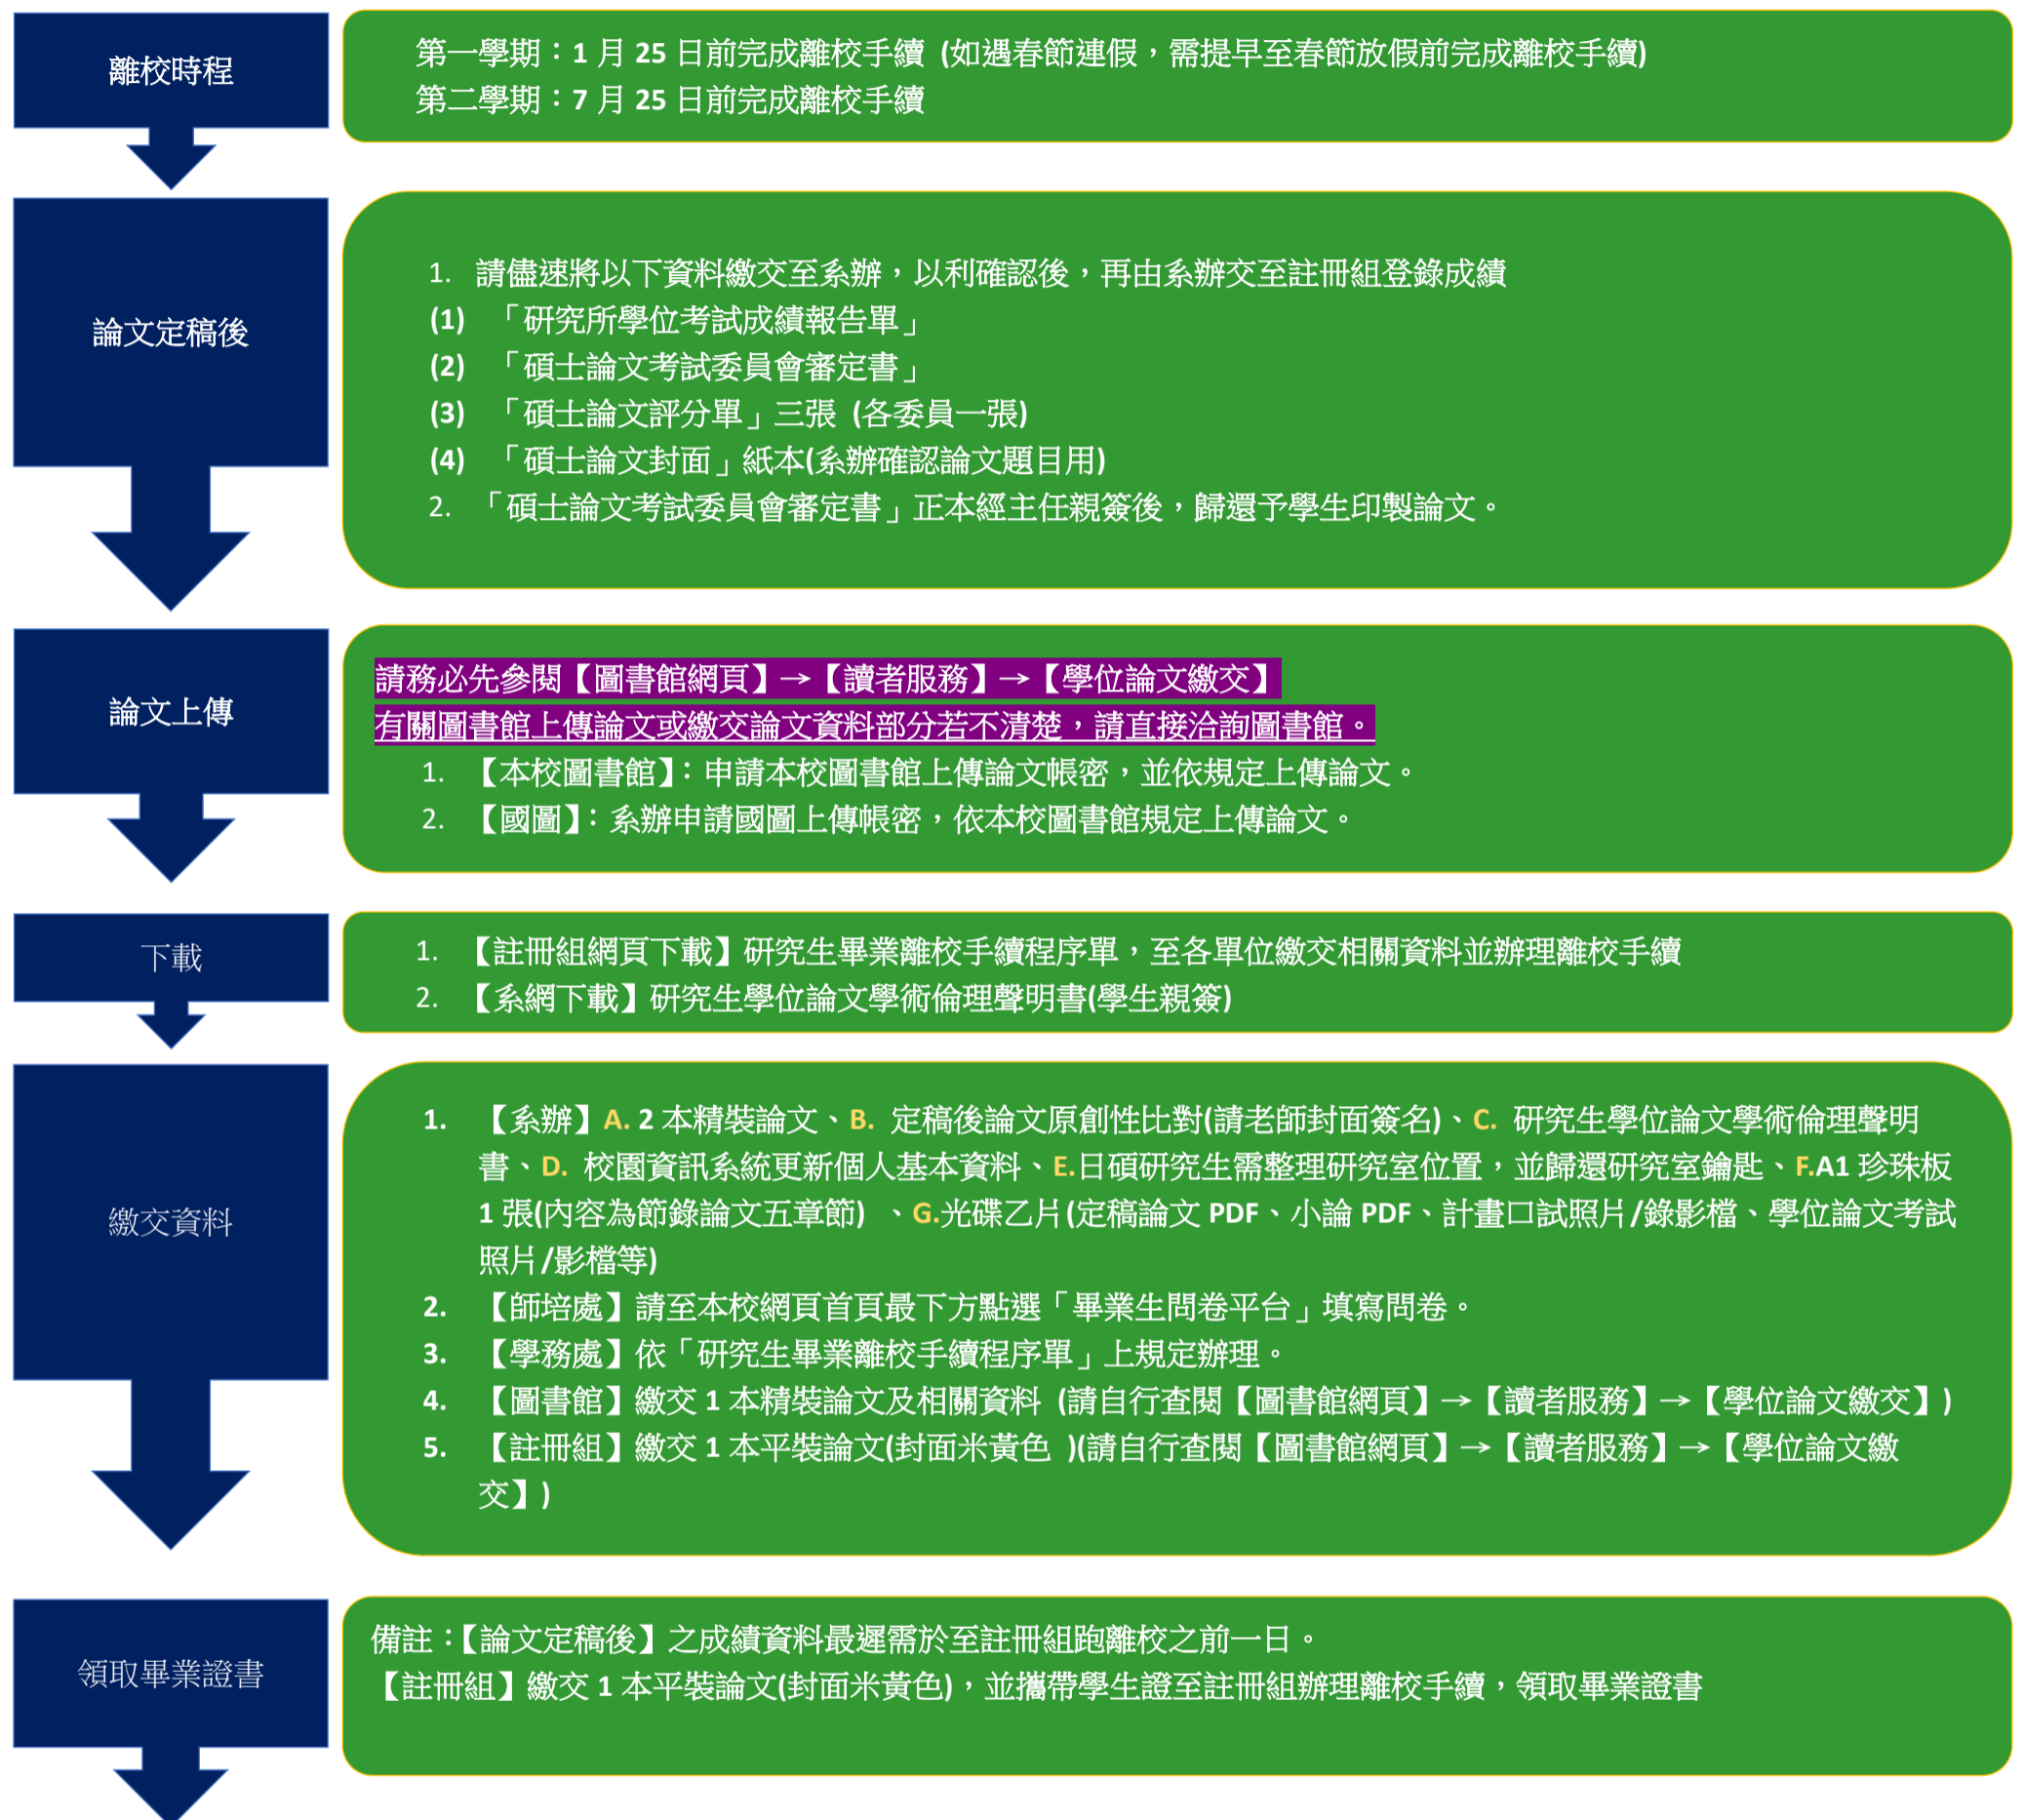 離校時程
第一學期：1 月 25 日前完成離校手續 (如遇春節連假，需提早至春節放假前完成離校手續)
第二學期：7 月 25 日前完成離校手續
論文定稿後
1. 請儘速將以下資料繳交至系辦，以利確認後，再由系辦交至註冊組登錄成績
(1) 「研究所學位考試成績報告單」
(2) 「碩士論文考試委員會審定書」
(3) 「碩士論文評分單」三張 (各委員一張)
(4) 「碩士論文封面」紙本(系辦確認論文題目用)
2. 「碩士論文考試委員會審定書」正本經主任親簽後，歸還予學生印製論文。
論文上傳
請務必先參閱【圖書館網頁】→【讀者服務】→【學位論文繳交】
有關圖書館上傳論文或繳交論文資料部分若不清楚，請直接洽詢圖書館。
1. 【本校圖書館】：申請本校圖書館上傳論文帳密，並依規定上傳論文。
2. 【國圖】：系辦申請國圖上傳帳密，依本校圖書館規定上傳論文。
下載
1. 【註冊組網頁下載】研究生畢業離校手續程序單，至各單位繳交相關資料並辦理離校手續
2. 【系網下載】研究生學位論文學術倫理聲明書(學生親簽)
繳交資料
1. 【系辦】A. 2 本精裝論文、B. 定稿後論文原創性比對(請老師封面簽名)、C. 研究生學位論文學術倫理聲明
書、D. 校園資訊系統更新個人基本資料、E.日碩研究生需整理研究室位置，並歸還研究室鑰匙、F.A1 珍珠板
1 張(內容為節錄論文五章節) 、G.光碟乙片(定稿論文 PDF、小論 PDF、計畫口試照片/錄影檔、學位論文考試
照片/影檔等)
2. 【師培處】請至本校網頁首頁最下方點選「畢業生問卷平台」填寫問卷。
3. 【學務處】依「研究生畢業離校手續程序單」上規定辦理。
4. 【圖書館】繳交 1 本精裝論文及相關資料 (請自行查閱【圖書館網頁】→【讀者服務】→【學位論文繳交】)
5. 【註冊組】繳交 1 本平裝論文(封面米黃色 )(請自行查閱【圖書館網頁】→【讀者服務】→【學位論文繳
交】)
領取畢業證書
備註：【論文定稿後】之成績資料最遲需於至註冊組跑離校之前一日。
【註冊組】繳交 1 本平裝論文(封面米黃色)，並攜帶學生證至註冊組辦理離校手續，領取畢業證書